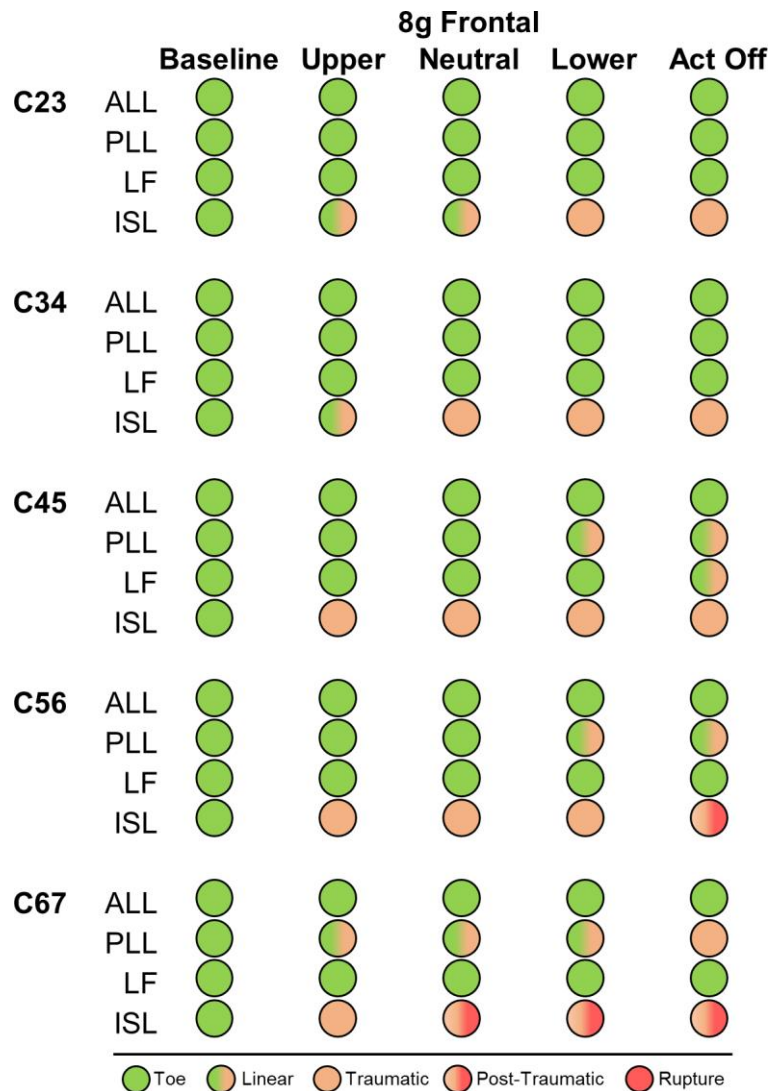 8g Frontal
Baseline Upper Neutral Lower Act Off
C23 ALL
PLL
LF
ISL
C34 ALL
PLL
LF
ISL
C45 ALL
PLL
LF
ISL
C56 ALL
PLL
LF
ISL
C67 ALL
PLL
LF
ISL
Toe Linear Traumatic Post-Traumatic Rupture